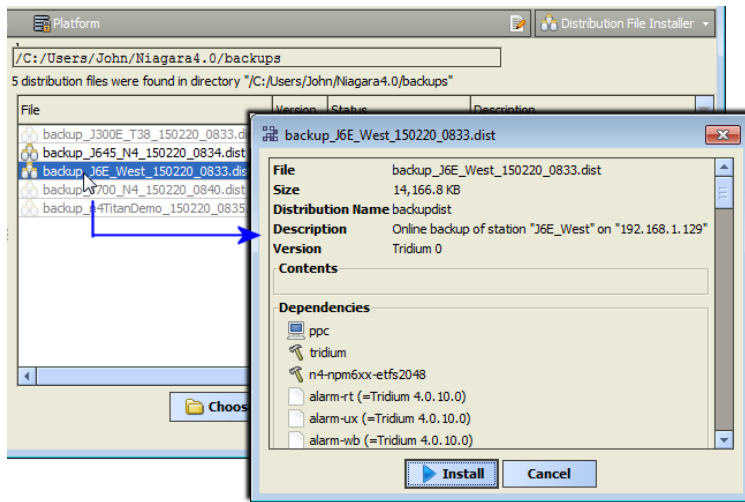 Platform
Distribution File Installer
/C:/Users/John/Niagara4.0/backups
5 distribution files were found in directory "/C:/Users/John/Niagara4.0/backups"
File Version Status Description
backup_J300E_T38_150220_0833.di
backup_J645_N4_150220_0834.dist
backup_J6E_West_150220_0833.dis
backup_J700_N4_150220_0840.dist
backup_n4TitanDemo_150220_0835.
Choos
backup_J6E_West_150220_0833.dist
File backup_J6E_West_150220_0833.dist
Size 14,166.8 KB
Distribution Name backupdist
Description Online backup of station "J6E_West" on "192.168.1.129"
Version Tridium 0
Contents
Dependencies
ppc
tridium
n4-npm6xx-etfs2048
alarm-rt (=Tridium 4.0.10.0)
alarm-ux (=Tridium 4.0.10.0)
alarm-wb (=Tridium 4.0.10.0)
Install Cancel